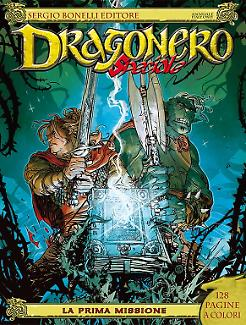 SERGIO BONELLI EDITORE
DRAGONERO
Speciale
LA PRIMA MISSIONE
128
PAGINE
A COLORI